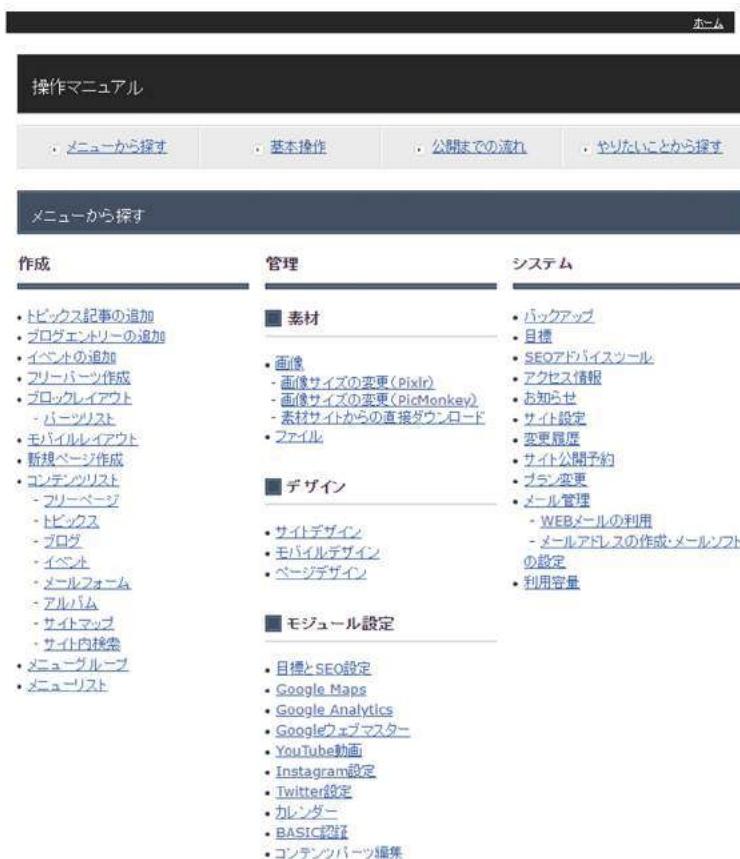 ホーム
操作マニュアル
メニューから探す
基本操作
公開までの流れ
やりたいことから探す
メニューから探す
作成
・トピックス記事の追加
・ブログエントリーの追加
・イベントの追加
・フリーパーツ作成
・ブロックレイアウト
- パーツリスト
・モバイルレイアウト
・新規ページ作成
・コンテンツリスト
- フリーページ
- トピックス
- ブログ
- イベント
- メールフォーム
- アルバム
- サイトマップ
- サイト内検索
・メニューグループ
・メニューリスト
管理
■ 素材
・画像
- 画像サイズの変更(Pixlr)
- 画像サイズの変更(PicMonkey)
- 素材サイトからの直接ダウンロード
・ファイル
■ デザイン
・サイトデザイン
・モバイルデザイン
・ページデザイン
■ モジュール設定
・目標とSEO設定
・Google Maps
・Google Analytics
・Googleウェブマスター
・YouTube動画
・Instagram設定
・Twitter設定
・カレンダー
・BASIC認証
・コンテンツパーツ編集
システム
・バックアップ
・目標
・SEOアドバイスツール
・アクセス情報
・お知らせ
・サイト設定
・変更履歴
・サイト公開予約
・プラン変更
・メール管理
- WEBメールの利用
- メールアドレスの作成・メールソフト
の設定
・利用容量